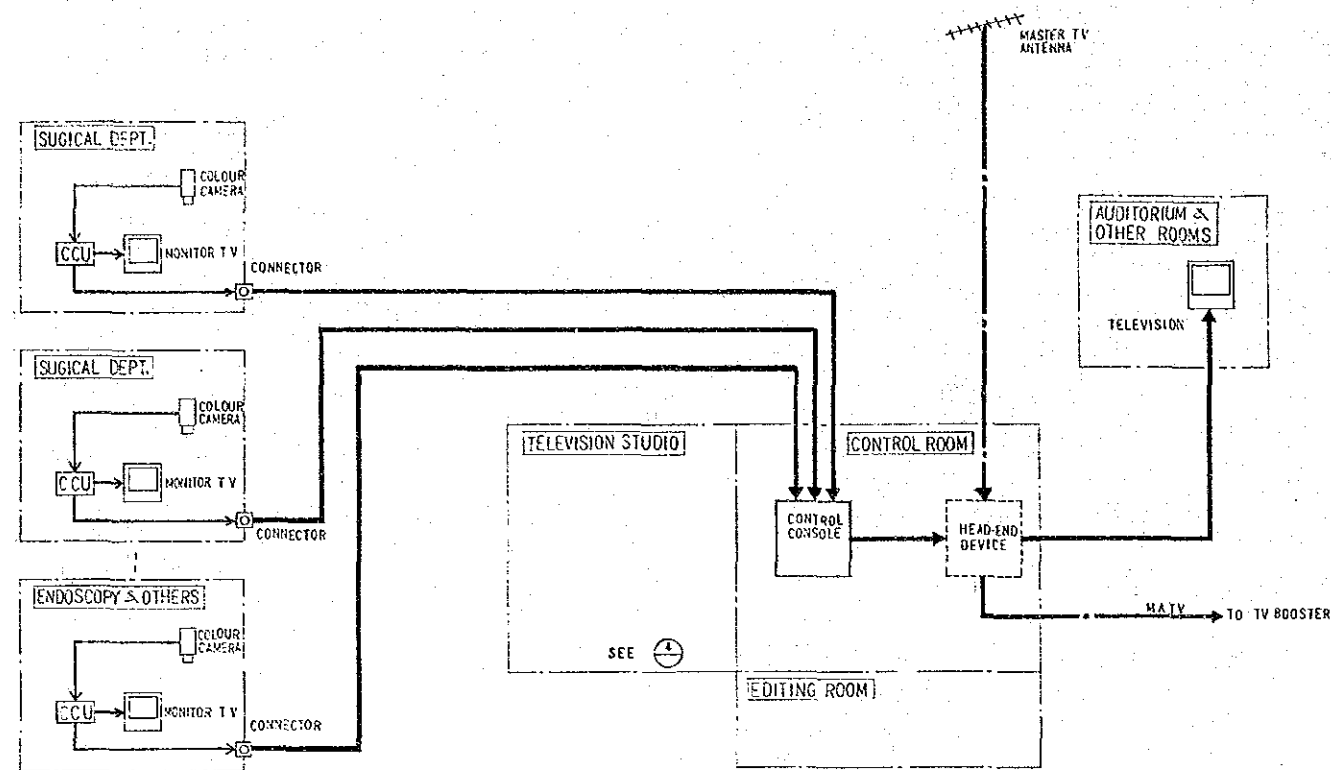 MASTER TV
ANTENNA
SUGICAL DEPT.
COLOUR
CAMERA
CCU
MONITOR T V
CONNECTOR
AUDITORIUM &
OTHER ROOMS
TELEVISION
SUGICAL DEPT.
COLOUR
CAMERA
CCU
MONITOR T V
CONNECTOR
TELEVISION STUDIO
CONTROL ROOM
CONTROL
CONSOLE
HEAD-END
DEVICE
ENDOSCOPY & OTHERS
COLOUR
CAMERA
CCU
MONITOR T V
CONNECTOR
MATV
TO TV BOOSTER
SEE 4
EDITING ROOM